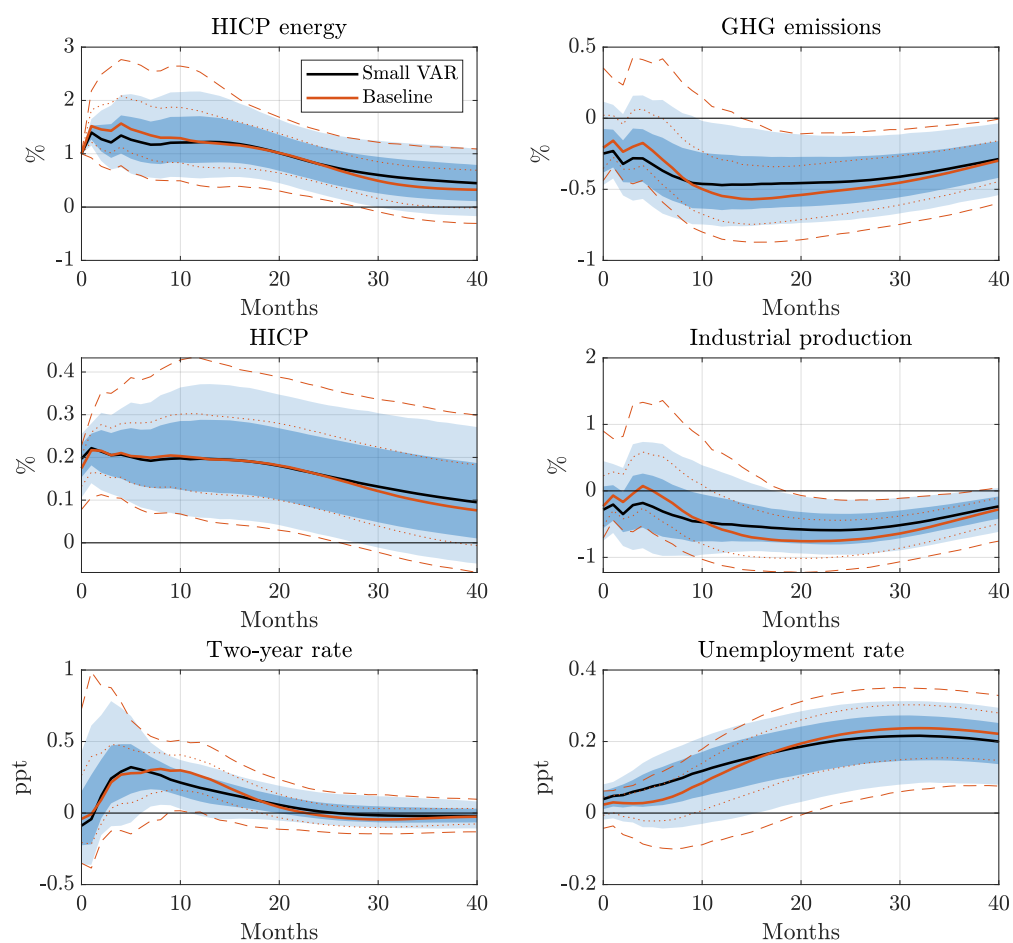 HICP energy
3
2
1
0
-1
%
Small VAR
Baseline
0 10 20 30 40
Months
GHG emissions
0.5
0
-0.5
-1
%
0 10 20 30 40
Months
HICP
0.4
0.3
0.2
0.1
0
%
0 10 20 30 40
Months
Industrial production
2
1
0
-1
%
0 10 20 30 40
Months
Two-year rate
1
0.5
0
-0.5
ppt
0 10 20 30 40
Months
Unemployment rate
0.4
0.2
0
-0.2
ppt
0 10 20 30 40
Months